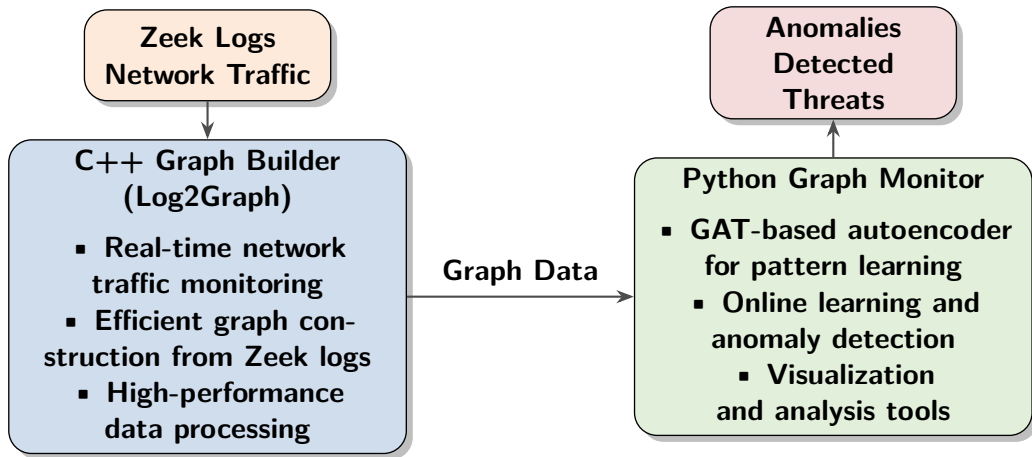 Zeek Logs
Network Traffic
C++ Graph Builder
(Log2Graph)
▪ Real-time network
traffic monitoring
▪ Efficient graph con-
struction from Zeek logs
▪ High-performance
data processing
Graph Data
Anomalies
Detected
Threats
Python Graph Monitor
▪ GAT-based autoencoder
for pattern learning
▪ Online learning and
anomaly detection
▪ Visualization
and analysis tools